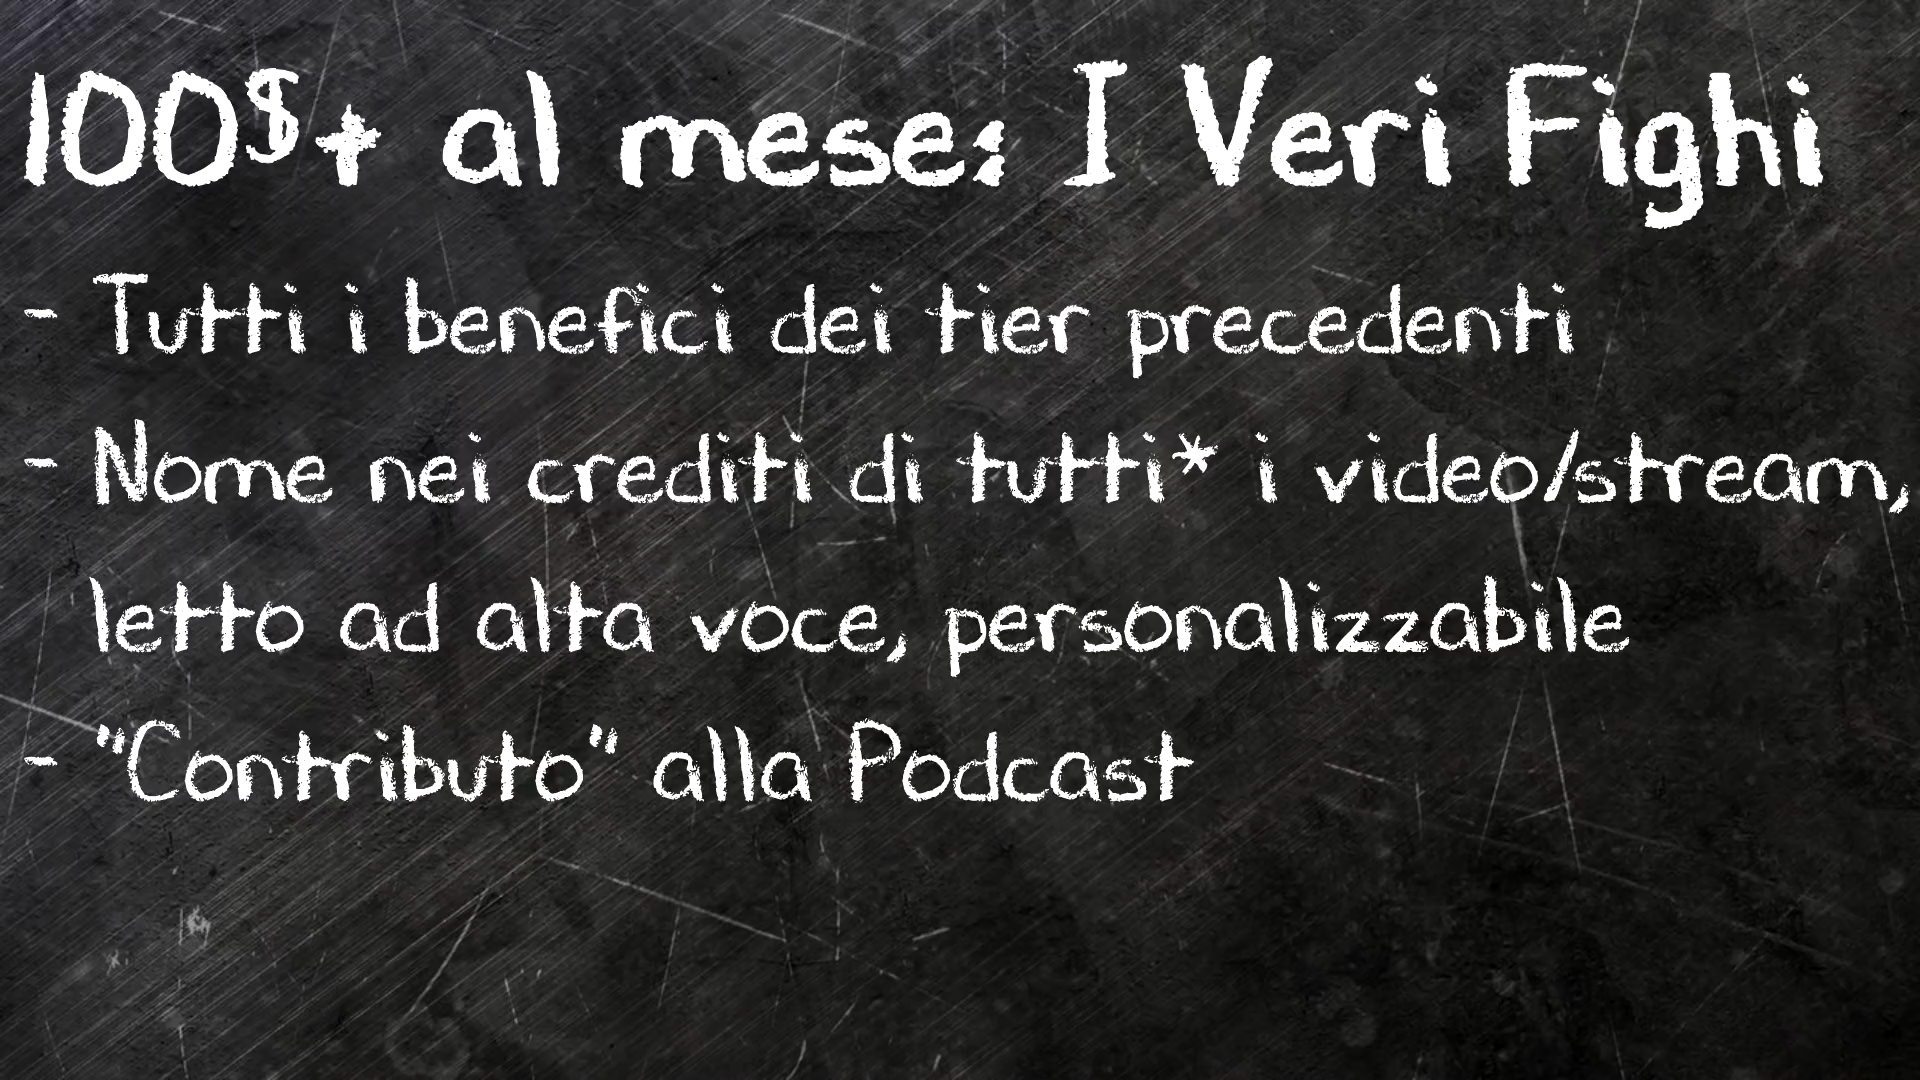 100$+ al mese: I Veri Fighi
- Tutti i benefici dei tier precedenti
- Nome nei crediti di tutti* i video/stream,
letto ad alta voce, personalizzabile
- "Contributo" alla Podcast